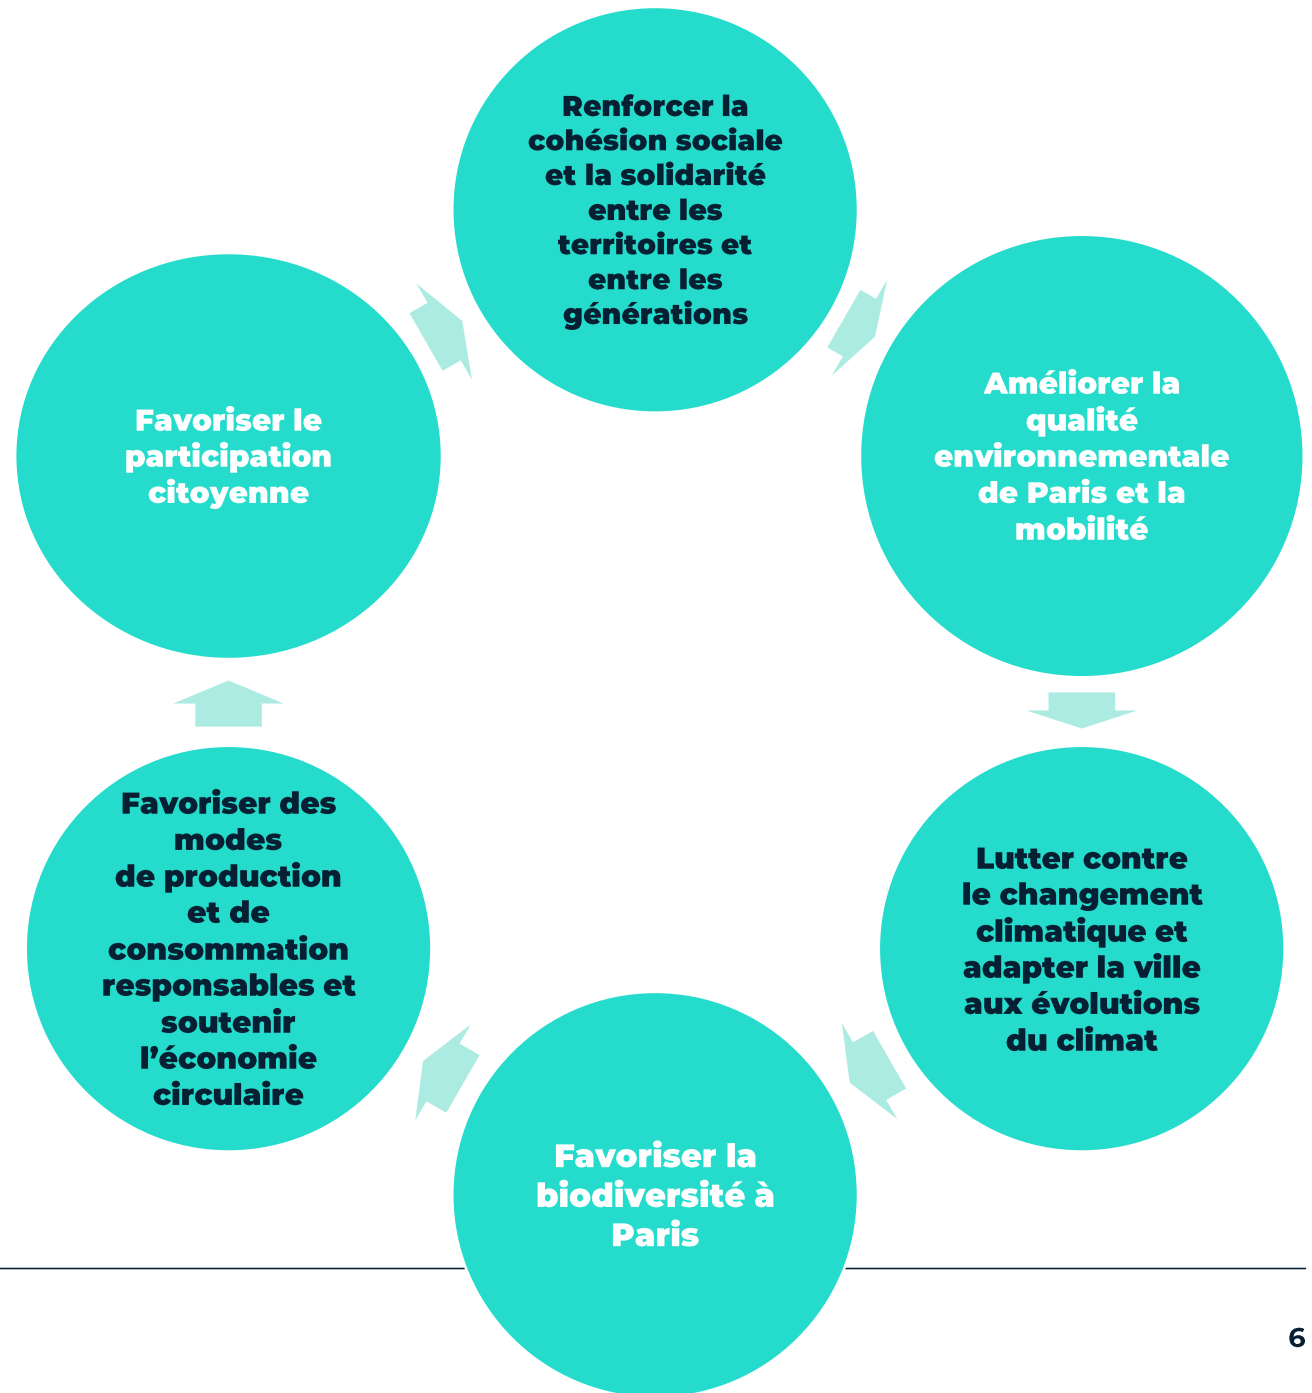 Renforcer la
cohésion sociale
et la solidarité
entre les
territoires et
entre les
générations
Améliorer la
qualité
environnementale
de Paris et la
mobilité
Lutter contre
le changement
climatique et
adapter la ville
aux évolutions
du climat
Favoriser la
biodiversité à
Paris
Favoriser des
modes
de production
et de
consommation
responsables et
soutenir
l’économie
circulaire
Favoriser le
participation
citoyenne
6